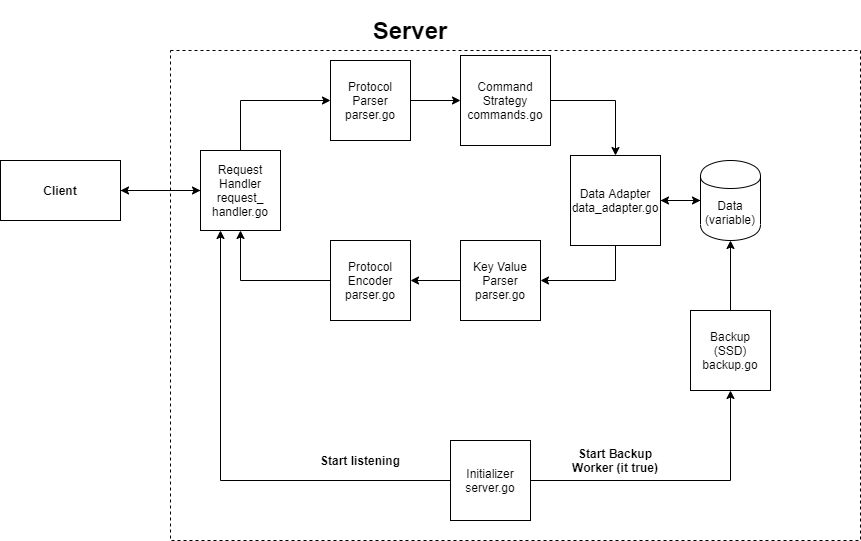 Server
Protocol
Parser
parser.go
Command
Strategy
commands.go
Request
Handler
request_
handler.go
Client
Data Adapter
data_adapter.go
Data
(variable)
Protocol
Encoder
parser.go
Key Value
Parser
parser.go
Backup
(SSD)
backup.go
Start listening
Initializer
server.go
Start Backup
Worker (it true)